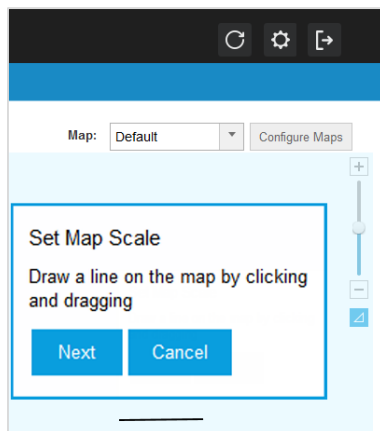 Map:
Default
Configure Maps
Set Map Scale
Draw a line on the map by clicking
and dragging
Next
Cancel